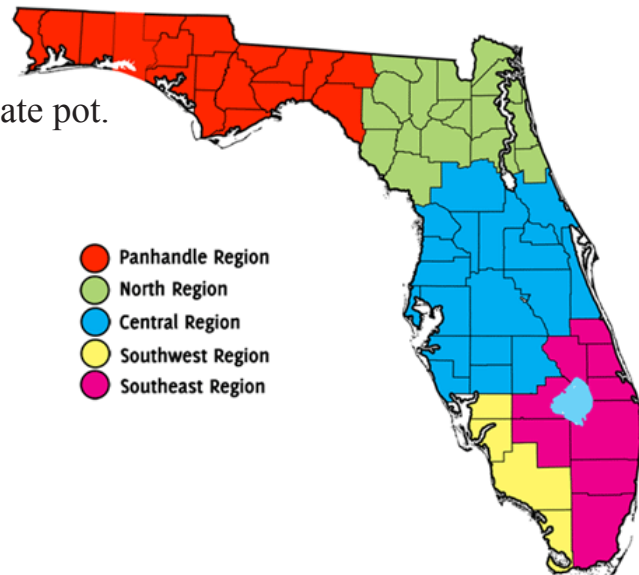 ate pot.
Panhandle Region
North Region
Central Region
Southwest Region
Southeast Region